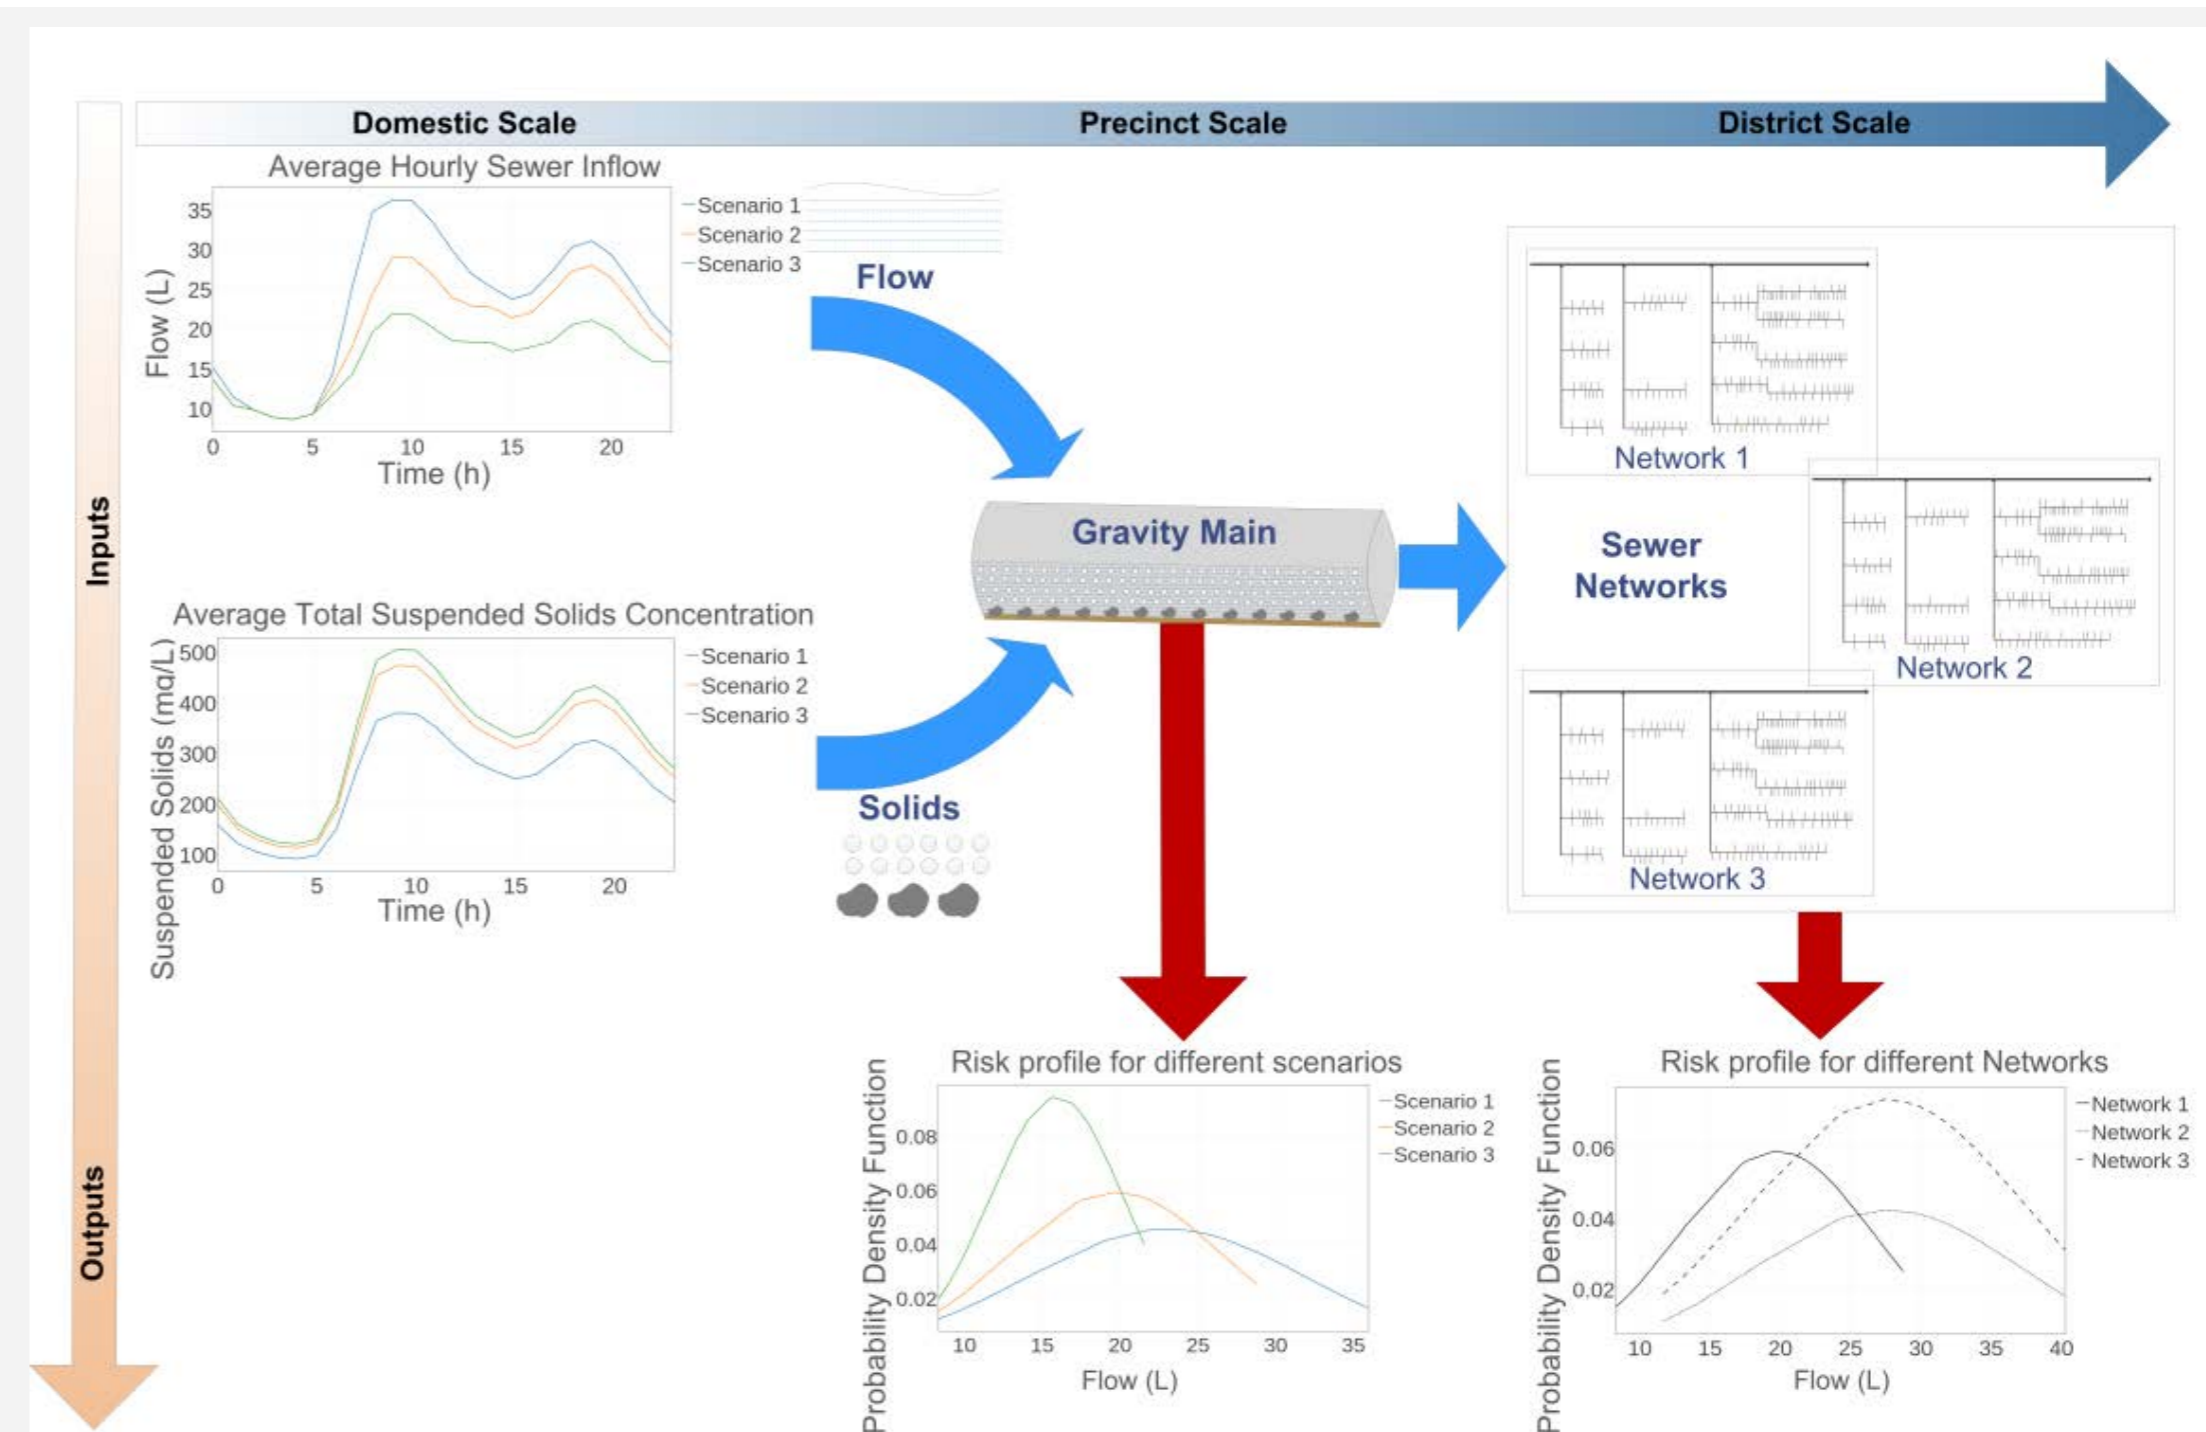 Domestic Scale
Precinct Scale
District Scale
Inputs
Outputs
Average Hourly Sewer Inflow
Flow (L)
35
30
25
20
15
10
0 5 10 15 20
Time (h)
Scenario 1
Scenario 2
Scenario 3
Flow
Average Total Suspended Solids Concentration
Suspended Solids (mg/L)
500
400
300
200
100
0 5 10 15 20
Time (h)
Scenario 1
Scenario 2
Scenario 3
Solids
Gravity Main
Sewer
Networks
Network 1
Network 2
Network 3
Risk profile for different scenarios
Probability Density Function
0.08
0.06
0.04
0.02
10 15 20 25 30 35
Flow (L)
Scenario 1
Scenario 2
Scenario 3
Risk profile for different Networks
Probability Density Function
0.06
0.04
0.02
10 15 20 25 30 35 40
Flow (L)
Network 1
Network 2
Network 3